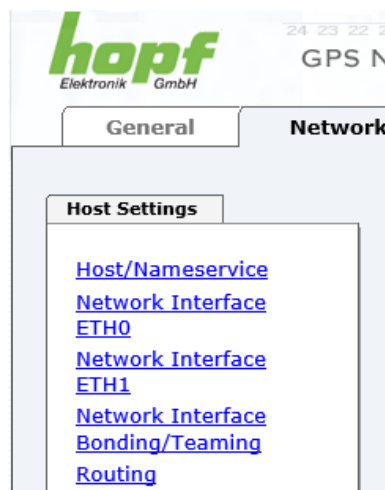 hopf
Elektronik GmbH
24 23 22
GPS N
General
Network
Host Settings
Host/Nameservice
Network Interface
ETH0
Network Interface
ETH1
Network Interface
Bonding/Teaming
Routing